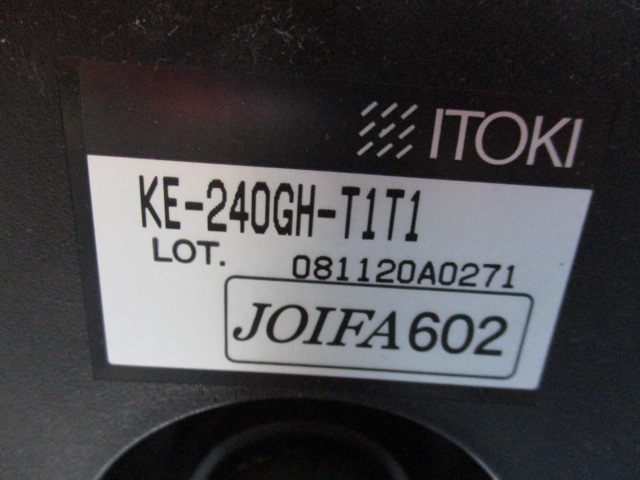 ITOKI
KE-240GH-T1T1
LOT. 081120A0271
JOIFA602